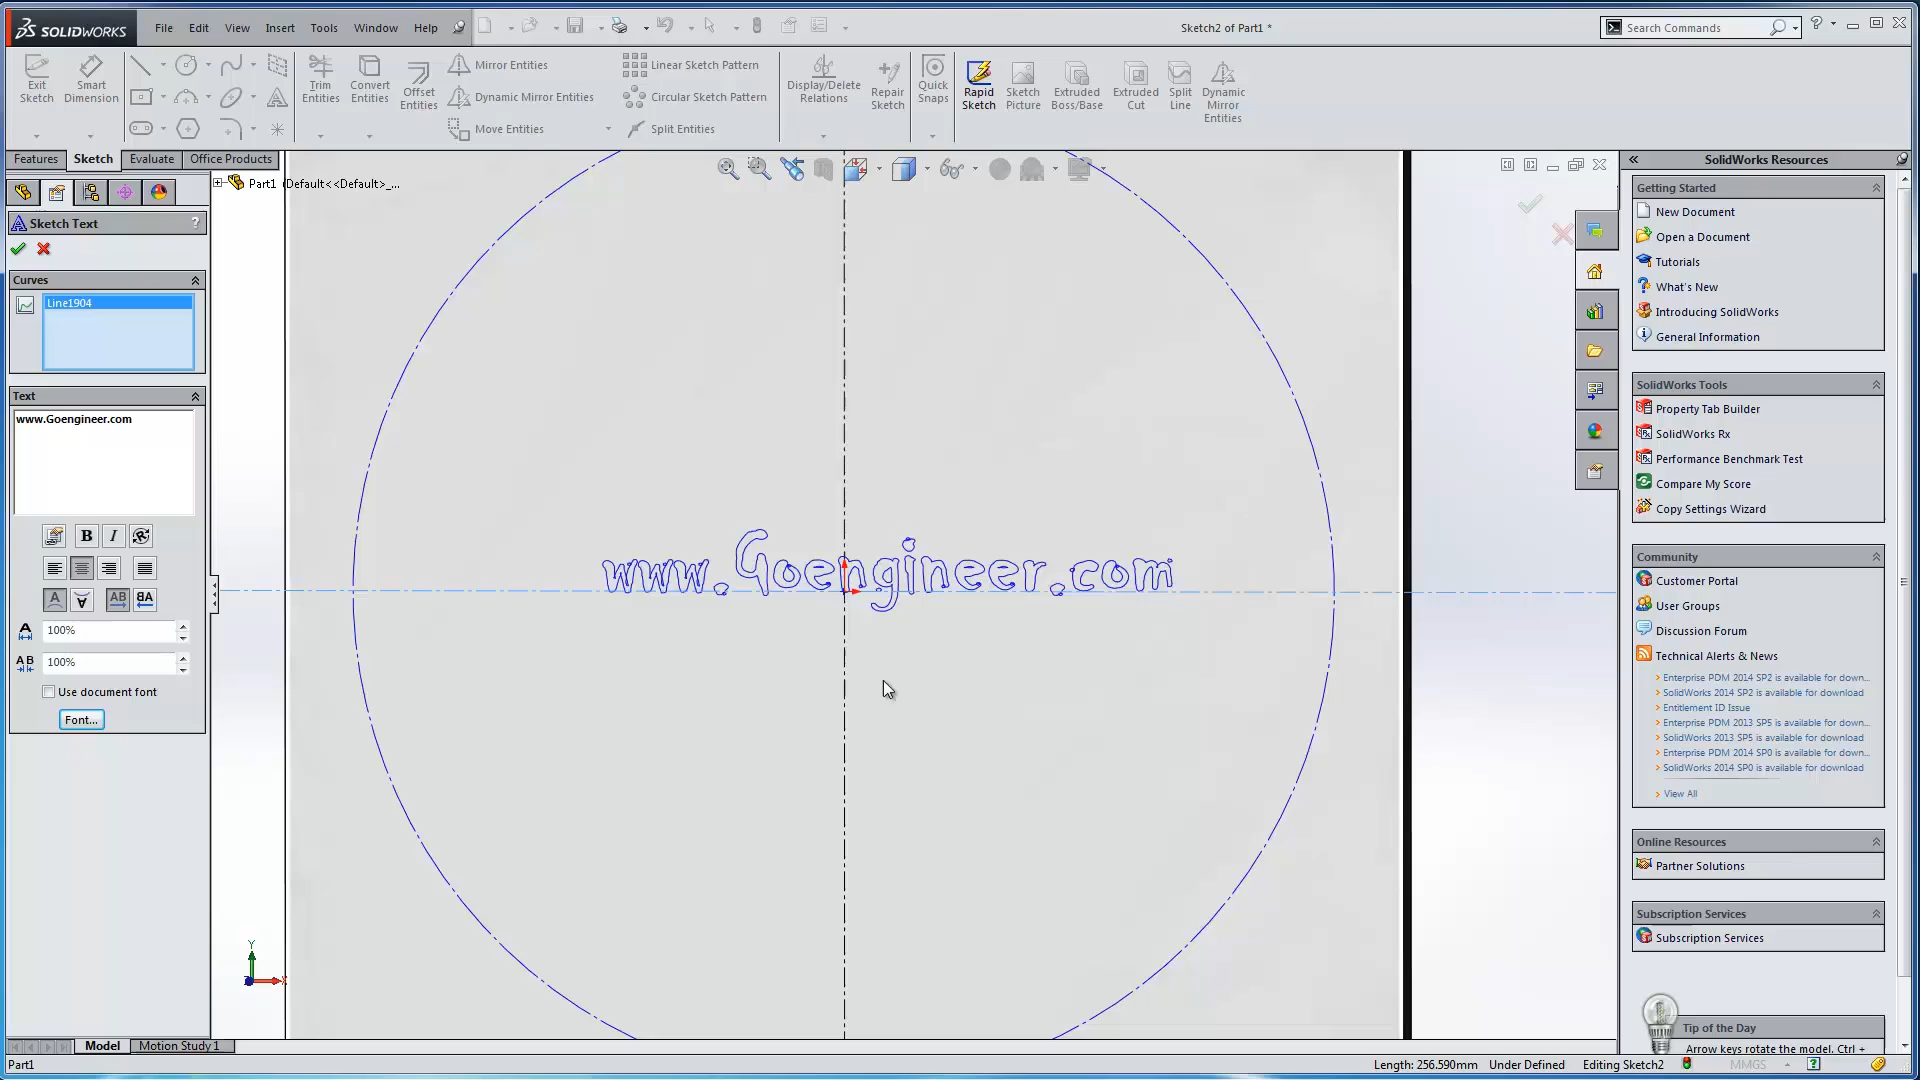 SOLIDWORKS
File Edit View Insert Tools Window Help
Sketch2 of Part1 *
Search Commands
Exit Sketch
Smart Dimension
Trim Entities
Convert Entities
Offset Entities
Mirror Entities
Dynamic Mirror Entities
Move Entities
Linear Sketch Pattern
Circular Sketch Pattern
Split Entities
Display/Delete Relations
Repair Sketch
Quick Snaps
Rapid Sketch
Sketch Picture
Extruded Boss/Base
Extruded Cut
Split Line
Dynamic Mirror Entities
Features Sketch Evaluate Office Products
Part1 (Default<<Default>_...
Sketch Text
?
Curves
Line1904
Text
www.Goengineer.com
B I
A A AB
A
100%
AB
100%
Use document font
Font...
www.Goengineer.com
Y
Model Motion Study 1
Part1
Length: 256.590mm Under Defined Editing Sketch2 MMGS
SolidWorks Resources
Getting Started
New Document
Open a Document
Tutorials
What's New
Introducing SolidWorks
General Information
SolidWorks Tools
Property Tab Builder
SolidWorks Rx
Performance Benchmark Test
Compare My Score
Copy Settings Wizard
Community
Customer Portal
User Groups
Discussion Forum
Technical Alerts & News
Enterprise PDM 2014 SP2 is available for down...
SolidWorks 2014 SP2 is available for download
Entitlement ID Issue
Enterprise PDM 2013 SP5 is available for down...
SolidWorks 2013 SP5 is available for download
Enterprise PDM 2014 SP0 is available for down...
SolidWorks 2014 SP0 is available for download
View All
Online Resources
Partner Solutions
Subscription Services
Subscription Services
Tip of the Day
Arrow keys rotate the model. Ctrl +